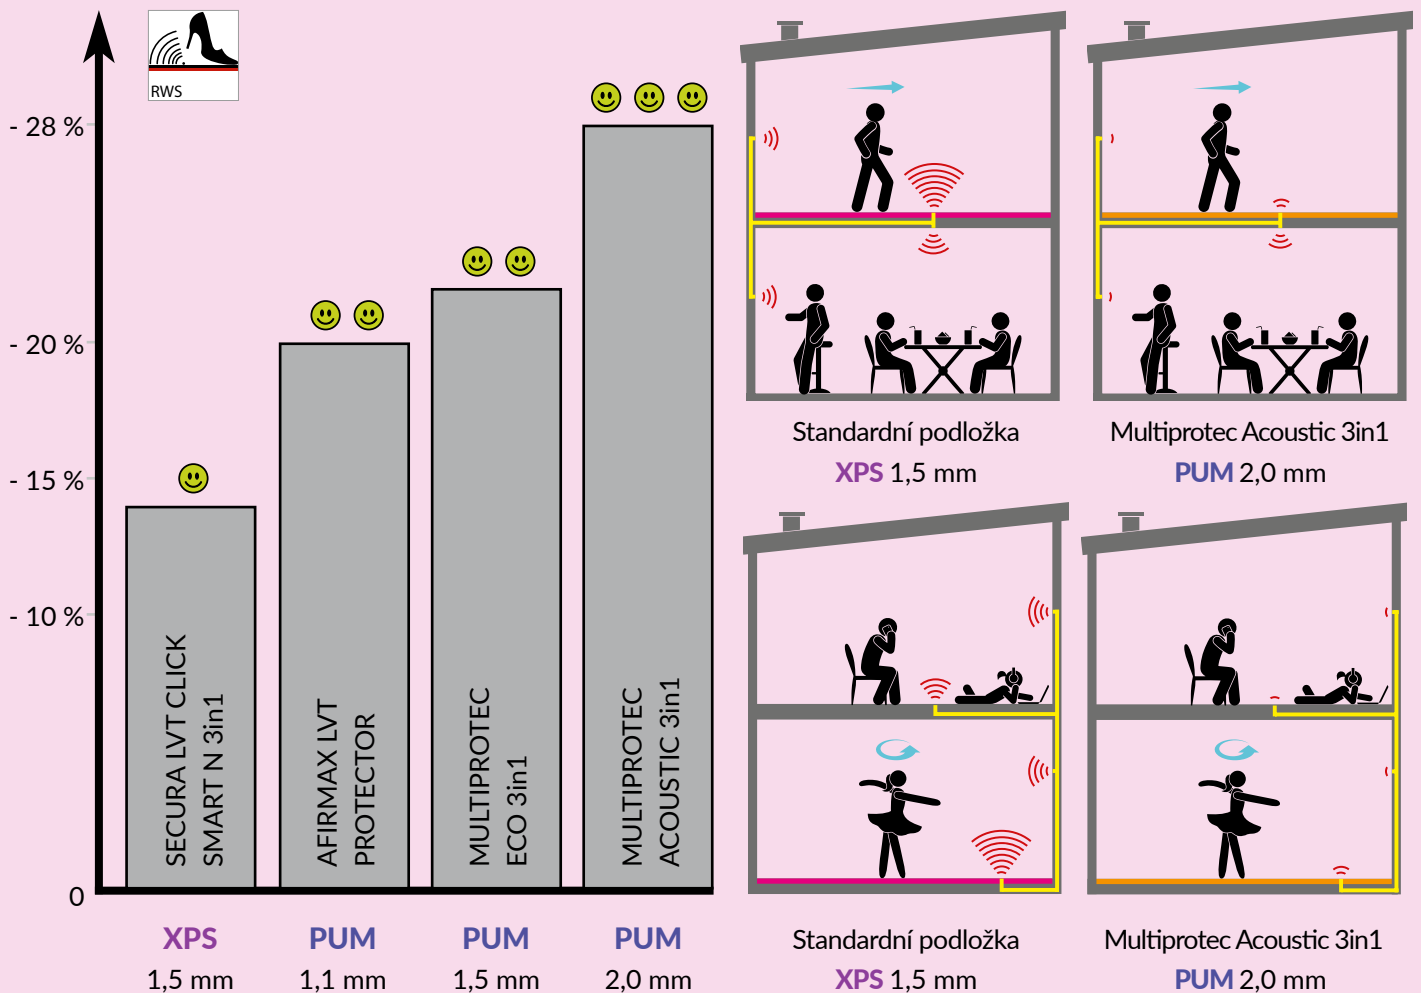 RWS
- 28 %
- 20 %
- 15 %
- 10 %
0
SECURA LVT CLICK
SMART N 3in1
AFIRMAX LVT
PROTECTOR
MULTIPROTEC
ECO 3in1
MULTIPROTEC
ACOUSTIC 3in1
XPS
1,5 mm
PUM
1,1 mm
PUM
1,5 mm
PUM
2,0 mm
Standardní podložka
XPS 1,5 mm
Multiprotec Acoustic 3in1
PUM 2,0 mm
Standardní podložka
XPS 1,5 mm
Multiprotec Acoustic 3in1
PUM 2,0 mm